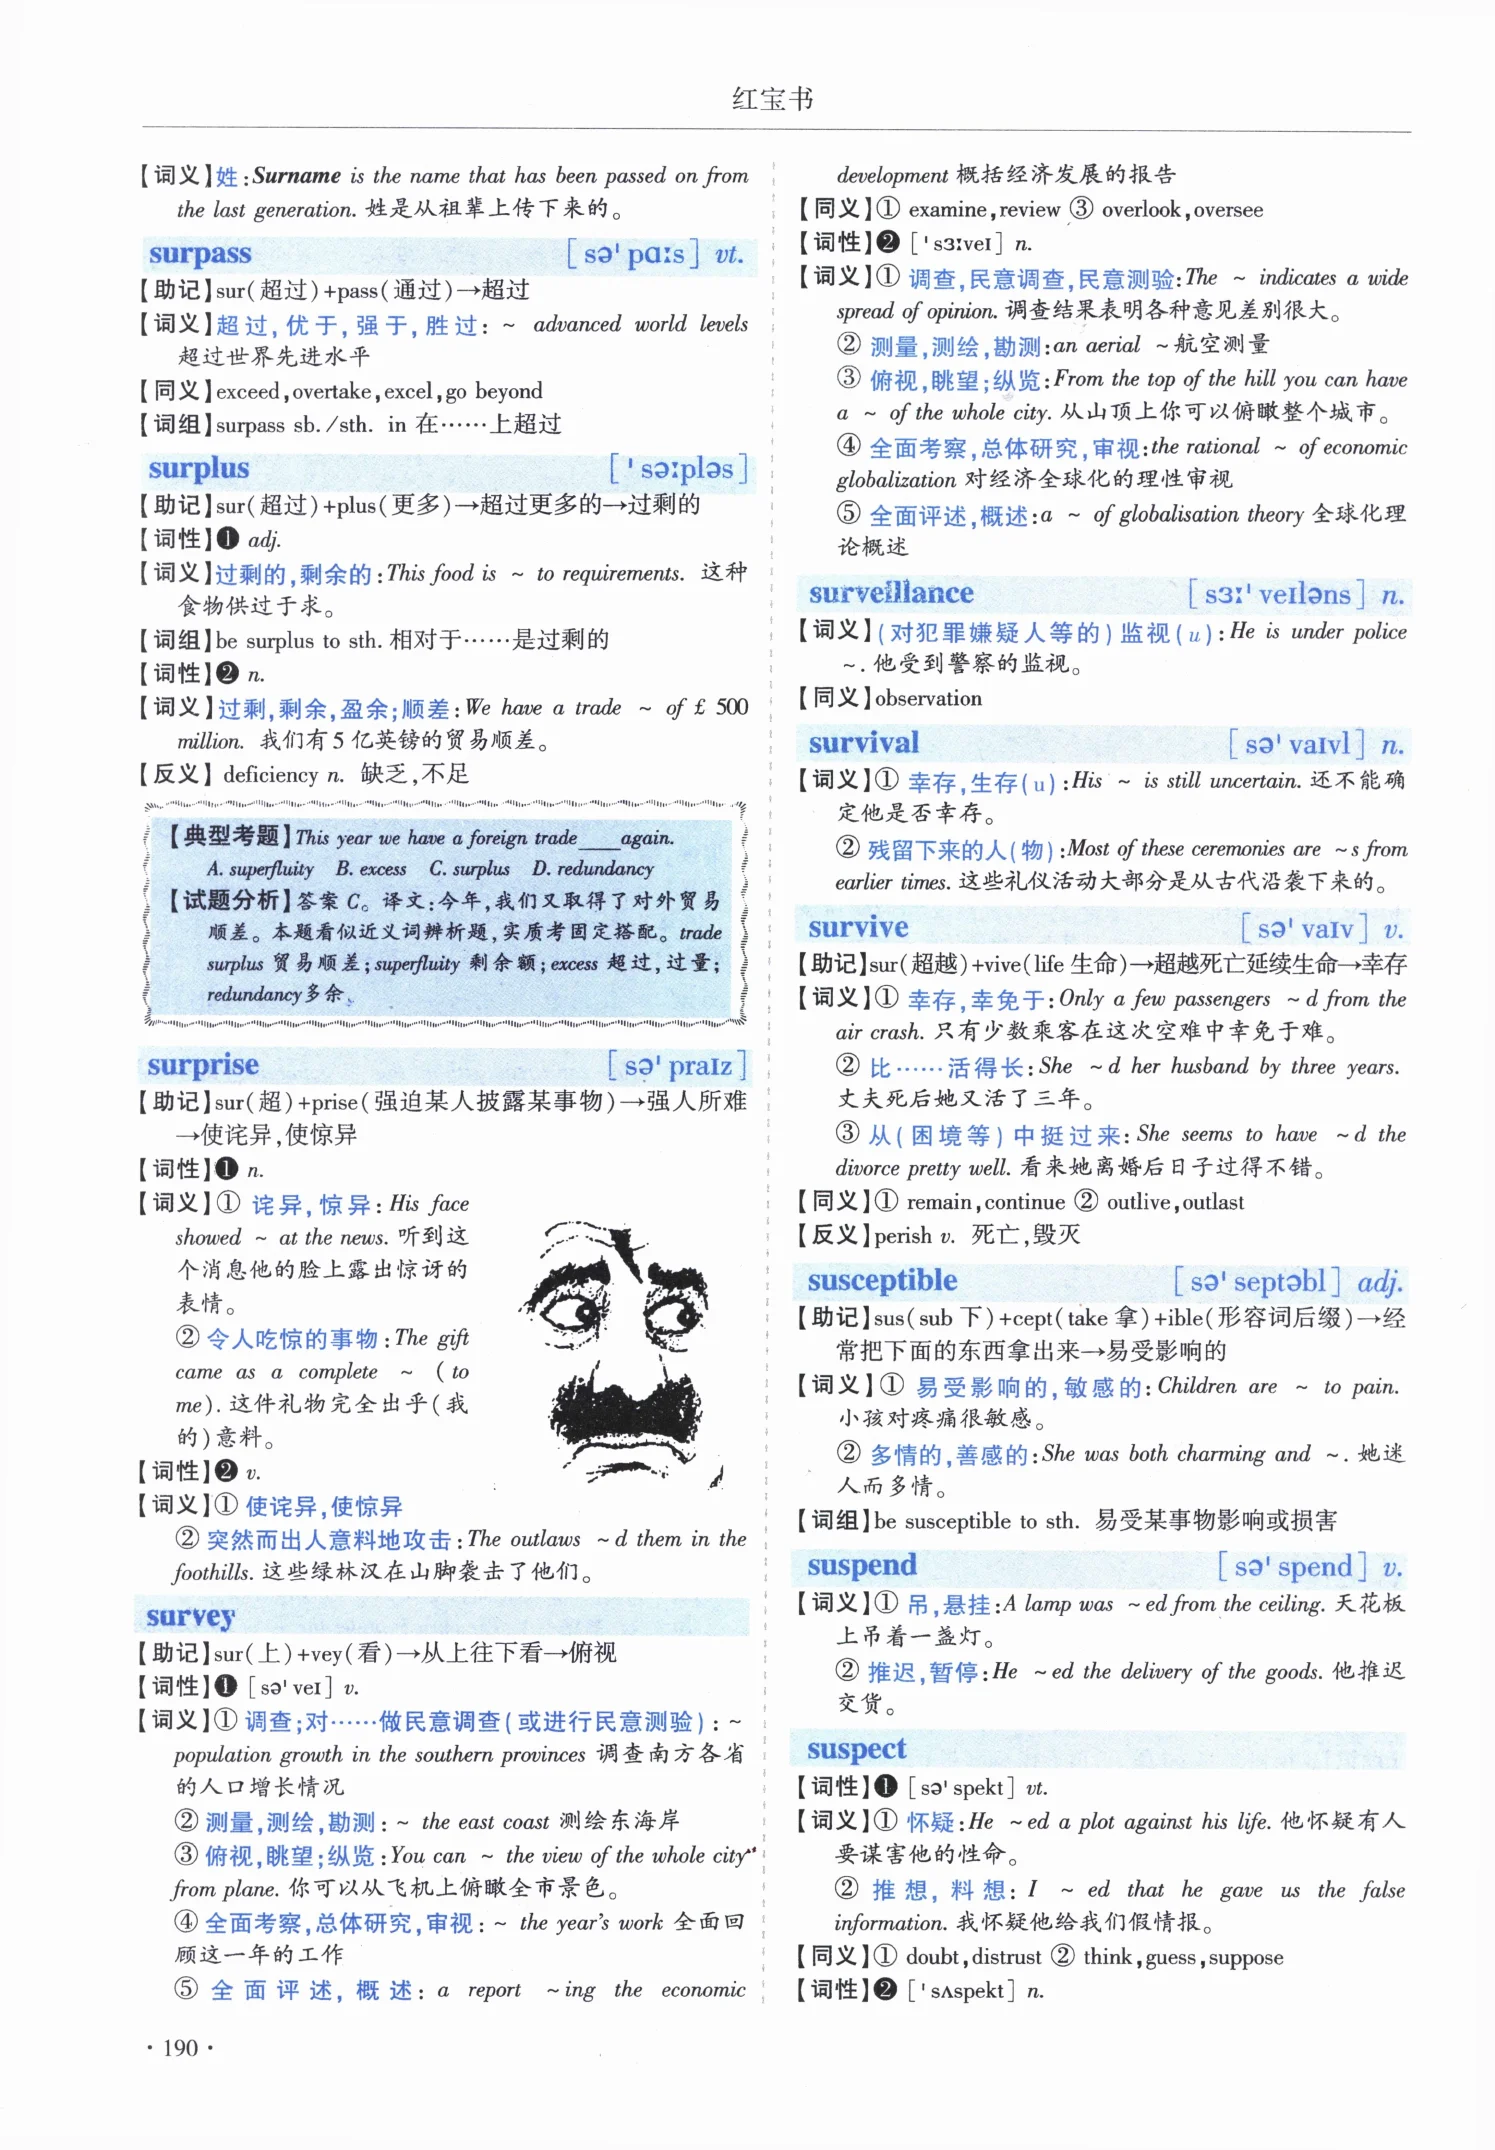 红宝书
【词义】姓:Surname is the name that has been passed on from
the last generation. 姓是从祖辈上传下来的。
surpass [sə'pɑːs] vt.
【助记】sur(超过)+pass(通过)→超过
【词义】超过,优于,强于,胜过: ~ advanced world levels
超过世界先进水平
【同义】exceed,overtake,excel,go beyond
【词组】surpass sb./sth. in 在……上超过
surplus ['səːpləs]
【助记】sur(超过)+plus(更多)→超过更多的→过剩的
【词性】❶ adj.
【词义】过剩的,剩余的:This food is ~ to requirements. 这种
食物供过于求。
【词组】be surplus to sth. 相对于……是过剩的
【词性】❷ n.
【词义】过剩,剩余,盈余;顺差:We have a trade ~ of £ 500
million. 我们有5亿英镑的贸易顺差。
【反义】 deficiency n. 缺乏,不足
【典型考题】This year we have a foreign trade ___ again.
A. superfluity B. excess C. surplus D. redundancy
【试题分析】答案 C。译文:今年,我们又取得了对外贸易
顺差。本题看似近义词辨析题,实质考固定搭配。trade
surplus 贸易顺差;superfluity 剩余额;excess 超过,过量;
redundancy多余。
surprise [sə'praɪz]
【助记】sur(超)+prise(强迫某人披露某事物)→强人所难
→使诧异,使惊异
【词性】❶ n.
【词义】① 诧异,惊异:His face
showed ~ at the news. 听到这
个消息他的脸上露出惊讶的
表情。
② 令人吃惊的事物:The gift
came as a complete ~ (to
me). 这件礼物完全出乎(我
的)意料。
【词性】❷ v.
【词义】① 使诧异,使惊异
② 突然而出人意料地攻击:The outlaws ~d them in the
foothills. 这些绿林汉在山脚袭击了他们。
survey
【助记】sur(上)+vey(看)→从上往下看→俯视
【词性】❶ [sə'veɪ] v.
【词义】① 调查;对……做民意调查(或进行民意测验): ~
population growth in the southern provinces 调查南方各省
的人口增长情况
② 测量,测绘,勘测: ~ the east coast 测绘东海岸
③ 俯视,眺望;纵览:You can ~ the view of the whole city
from plane. 你可以从飞机上俯瞰全市景色。
④ 全面考察,总体研究,审视: ~ the year's work 全面回
顾这一年的工作
⑤ 全面评述,概述: a report ~ing the economic
development 概括经济发展的报告
【同义】① examine,review ③ overlook,oversee
【词性】❷ ['sɜːveɪ] n.
【词义】① 调查,民意调查,民意测验:The ~ indicates a wide
spread of opinion. 调查结果表明各种意见差别很大。
② 测量,测绘,勘测:an aerial ~航空测量
③ 俯视,眺望;纵览:From the top of the hill you can have
a ~ of the whole city. 从山顶上你可以俯瞰整个城市。
④ 全面考察,总体研究,审视:the rational ~ of economic
globalization 对经济全球化的理性审视
⑤ 全面评述,概述:a ~ of globalisation theory 全球化理
论概述
surveillance [sɜː'veɪləns] n.
【词义】(对犯罪嫌疑人等的)监视(u):He is under police
~. 他受到警察的监视。
【同义】observation
survival [sə'vaɪvl] n.
【词义】① 幸存,生存(u):His ~ is still uncertain. 还不能确
定他是否幸存。
② 残留下来的人(物):Most of these ceremonies are ~s from
earlier times. 这些礼仪活动大部分是从古代沿袭下来的。
survive [sə'vaɪv] v.
【助记】sur(超越)+vive(life 生命)→超越死亡延续生命→幸存
【词义】① 幸存,幸免于:Only a few passengers ~d from the
air crash. 只有少数乘客在这次空难中幸免于难。
② 比……活得长:She ~d her husband by three years.
丈夫死后她又活了三年。
③ 从(困境等)中挺过来:She seems to have ~d the
divorce pretty well. 看来她离婚后日子过得不错。
【同义】① remain,continue ② outlive,outlast
【反义】perish v. 死亡,毁灭
susceptible [sə'septəbl] adj.
【助记】sus(sub 下)+cept(take 拿)+ible(形容词后缀)→经
常把下面的东西拿出来→易受影响的
【词义】① 易受影响的,敏感的:Children are ~ to pain.
小孩对疼痛很敏感。
② 多情的,善感的:She was both charming and ~. 她迷
人而多情。
【词组】be susceptible to sth. 易受某事物影响或损害
suspend [sə'spend] v.
【词义】① 吊,悬挂:A lamp was ~ed from the ceiling. 天花板
上吊着一盏灯。
② 推迟,暂停:He ~ed the delivery of the goods. 他推迟
交货。
suspect
【词性】❶ [sə'spekt] vt.
【词义】① 怀疑:He ~ed a plot against his life. 他怀疑有人
要谋害他的性命。
② 推想,料想: I ~ed that he gave us the false
information. 我怀疑他给我们假情报。
【同义】① doubt,distrust ② think,guess,suppose
【词性】❷ ['sʌspekt] n.
· 190 ·